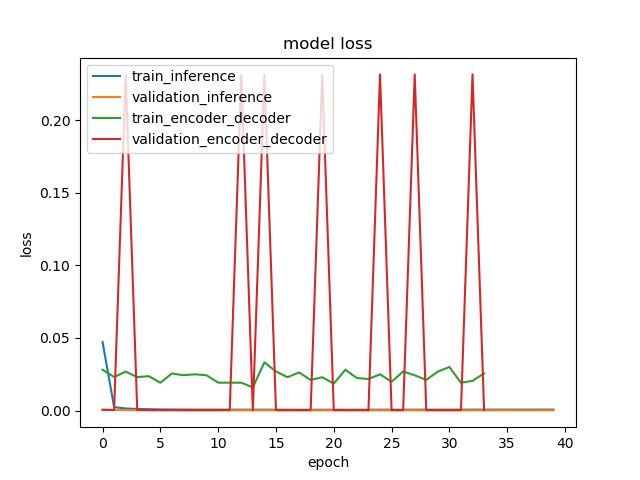 model loss
train_inference
validation_inference
train_encoder_decoder
validation_encoder_decoder
0.20
0.15
0.10
0.05
0.00
loss
0 5 10 15 20 25 30 35 40
epoch